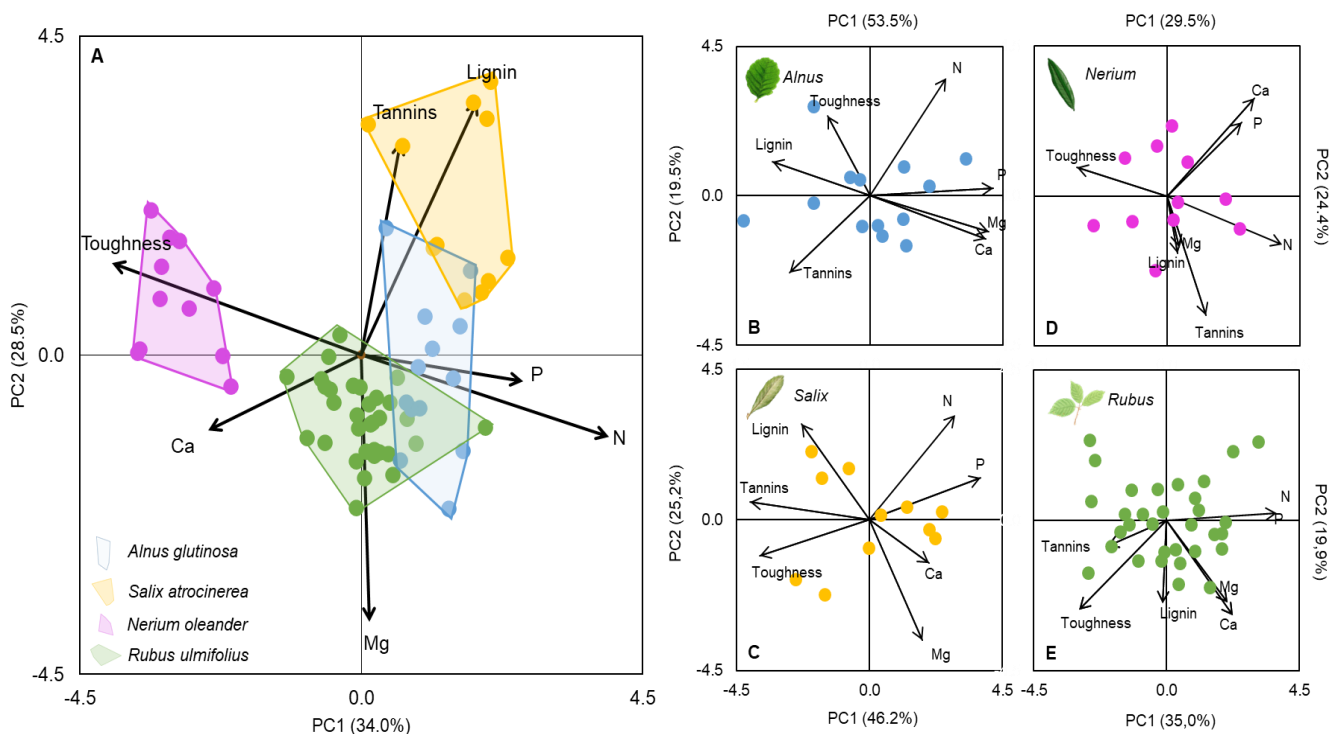 A
4.5
0.0
-4.5
PC2 (28.5%)
-4.5
0.0
4.5
PC1 (34.0%)
Lignin
Tannins
Toughness
P
N
Ca
Mg
Alnus glutinosa
Salix atrocinerea
Nerium oleander
Rubus ulmifolius
PC1 (53.5%)
4.5
0.0
-4.5
PC2 (19.5%)
Alnus
N
Toughness
Lignin
P
Mg
Ca
Tannins
B
PC1 (29.5%)
Nerium
Ca
P
Toughness
N
Mg
Lignin
Tannins
D
PC2 (24.4%)
4.5
0.0
-4.5
PC2 (25,2%)
Salix
N
Lignin
P
Tannins
Toughness
Ca
Mg
C
-4.5
0.0
4.5
PC1 (46.2%)
Rubus
N
P
Tannins
Mg
Toughness
Lignin
Ca
E
PC2 (19,9%)
-4.5
0.0
4.5
PC1 (35,0%)